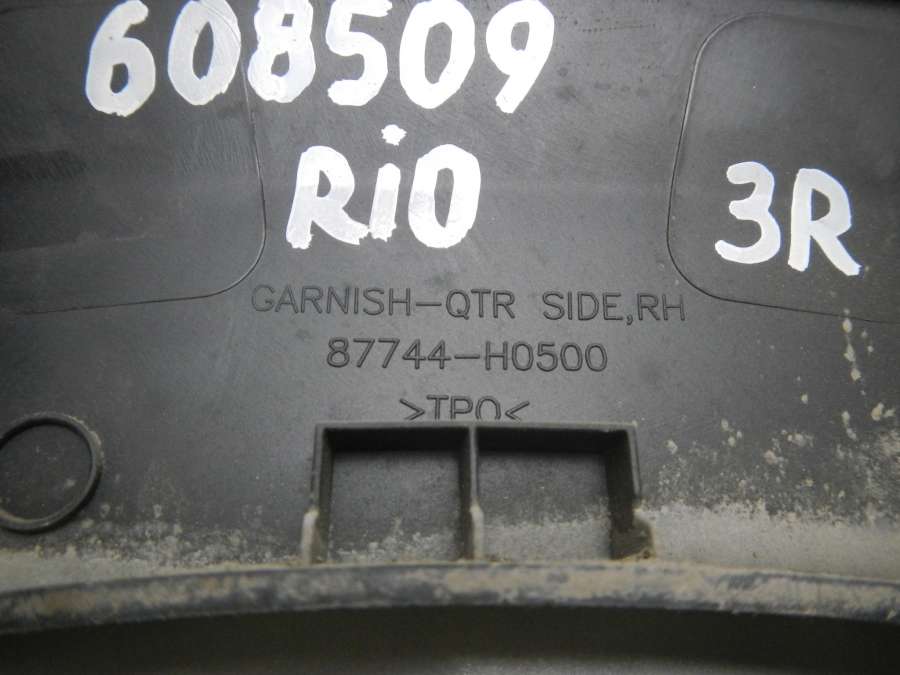 608509
RiO
3R
GARNISH-QTR SIDE,RH
87744-H0500
>TPO<